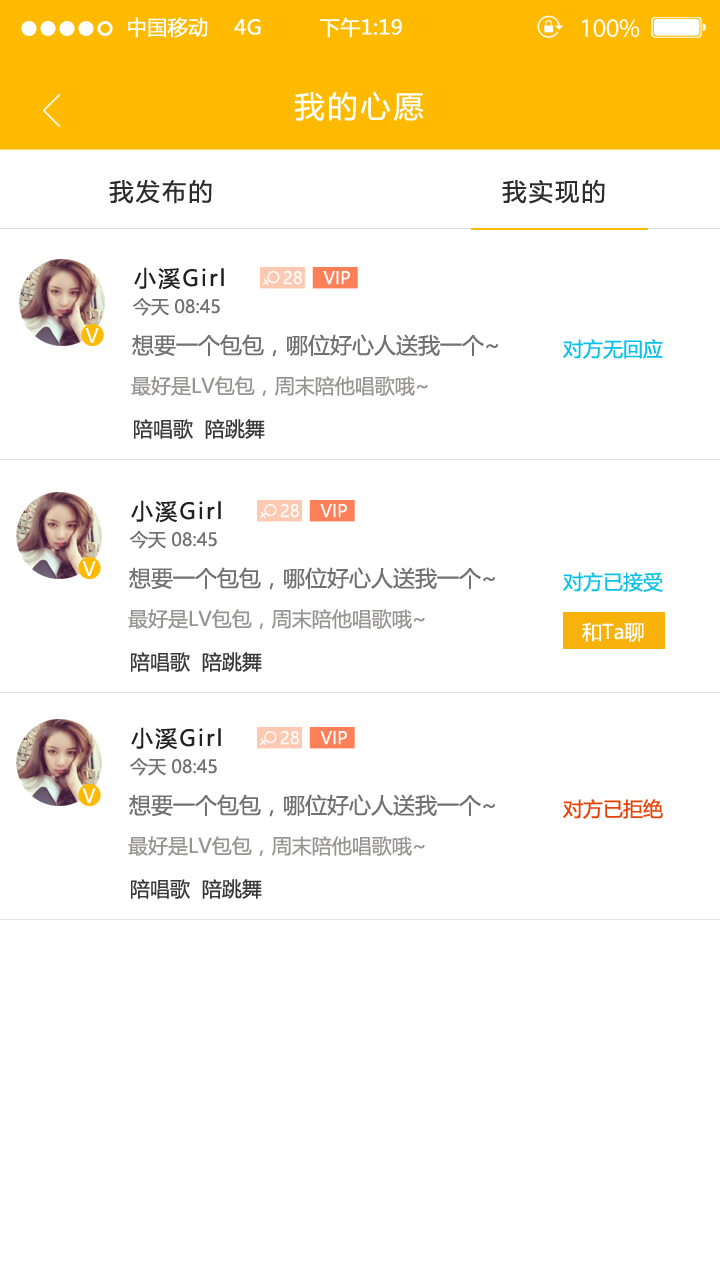 中国移动 4G 下午1:19 100%
我的心愿
我发布的 我实现的
小溪Girl 28 VIP
今天 08:45
想要一个包包，哪位好心人送我一个~ 对方无回应
最好是LV包包，周末陪他唱歌哦~
陪唱歌 陪跳舞
V
小溪Girl 28 VIP
今天 08:45
想要一个包包，哪位好心人送我一个~ 对方已接受
最好是LV包包，周末陪他唱歌哦~ 和Ta聊
陪唱歌 陪跳舞
V
小溪Girl 28 VIP
今天 08:45
想要一个包包，哪位好心人送我一个~ 对方已拒绝
最好是LV包包，周末陪他唱歌哦~
陪唱歌 陪跳舞
V